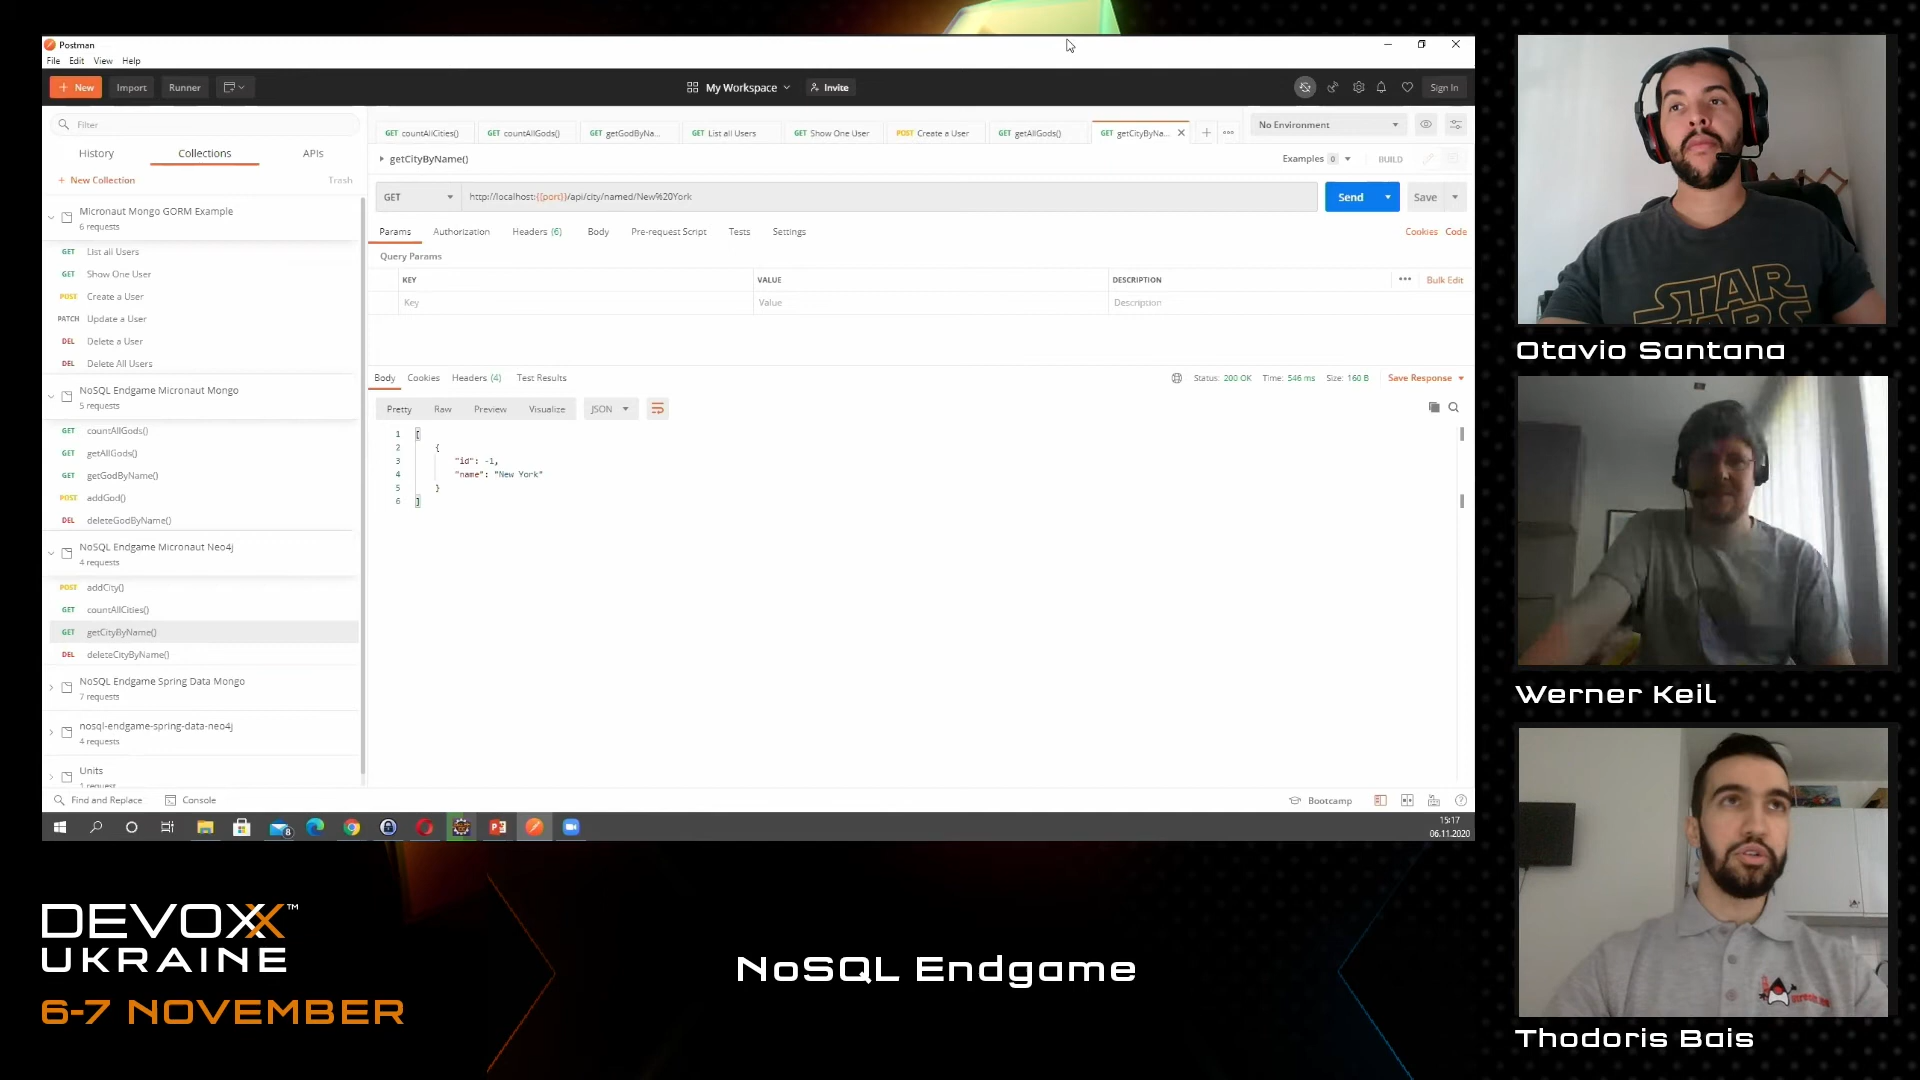 Postman
File Edit View Help
+ New Import Runner
My Workspace Invite
Sign In
Filter
History Collections APIs
+ New Collection Trash
Micronaut Mongo GORM Example
6 requests
GET List all Users
GET Show One User
POST Create a User
PATCH Update a User
DEL Delete a User
DEL Delete All Users
NoSQL Endgame Micronaut Mongo
5 requests
GET countAllGods()
GET getAllGods()
GET getGodByName()
POST addGod()
DEL deleteGodByName()
NoSQL Endgame Micronaut Neo4j
4 requests
POST addCity()
GET countAllCities()
GET getCityByName()
DEL deleteCityByName()
NoSQL Endgame Spring Data Mongo
7 requests
nosql-endgame-spring-data-neo4j
4 requests
Units
1 request
GET countAllCities() GET countAllGods() GET getGodByNa... GET List all Users GET Show One User POST Create a User GET getAllGods() GET getCityByNa... No Environment
getCityByName() Examples 0 BUILD
GET http://localhost:{{port}}/api/city/named/New%20York Send Save
Params Authorization Headers (6) Body Pre-request Script Tests Settings Cookies Code
Query Params
KEY VALUE DESCRIPTION Bulk Edit
Key Value Description
Body Cookies Headers (4) Test Results Status: 200 OK Time: 546 ms Size: 160 B Save Response
Pretty Raw Preview Visualize JSON
1 [
2 {
3 "id": -1,
4 "name": "New York"
5 }
6 ]
Find and Replace Console Bootcamp
8
15:17
06.11.2020
Otavio Santana
STAR
WARS
Werner Keil
Thodoris Bais
DEVOXX™
UKRAINE
6-7 NOVEMBER
NoSQL Endgame